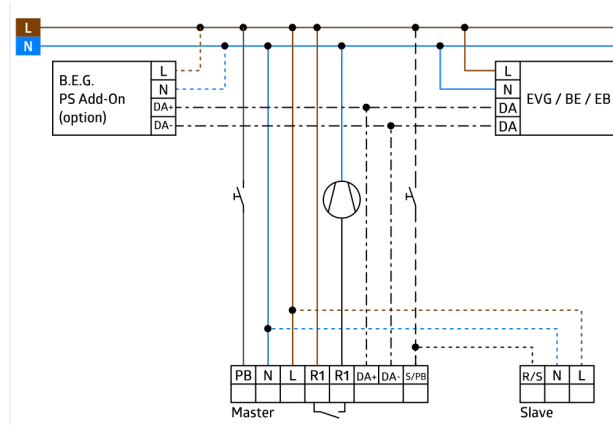 L
N
B.E.G.
PS Add-On
(option)
L
N
DA+
DA-
L
N
DA
DA
EVG / BE / EB
PB N L R1 R1 DA+ DA- S/PB
Master
R/S N L
Slave